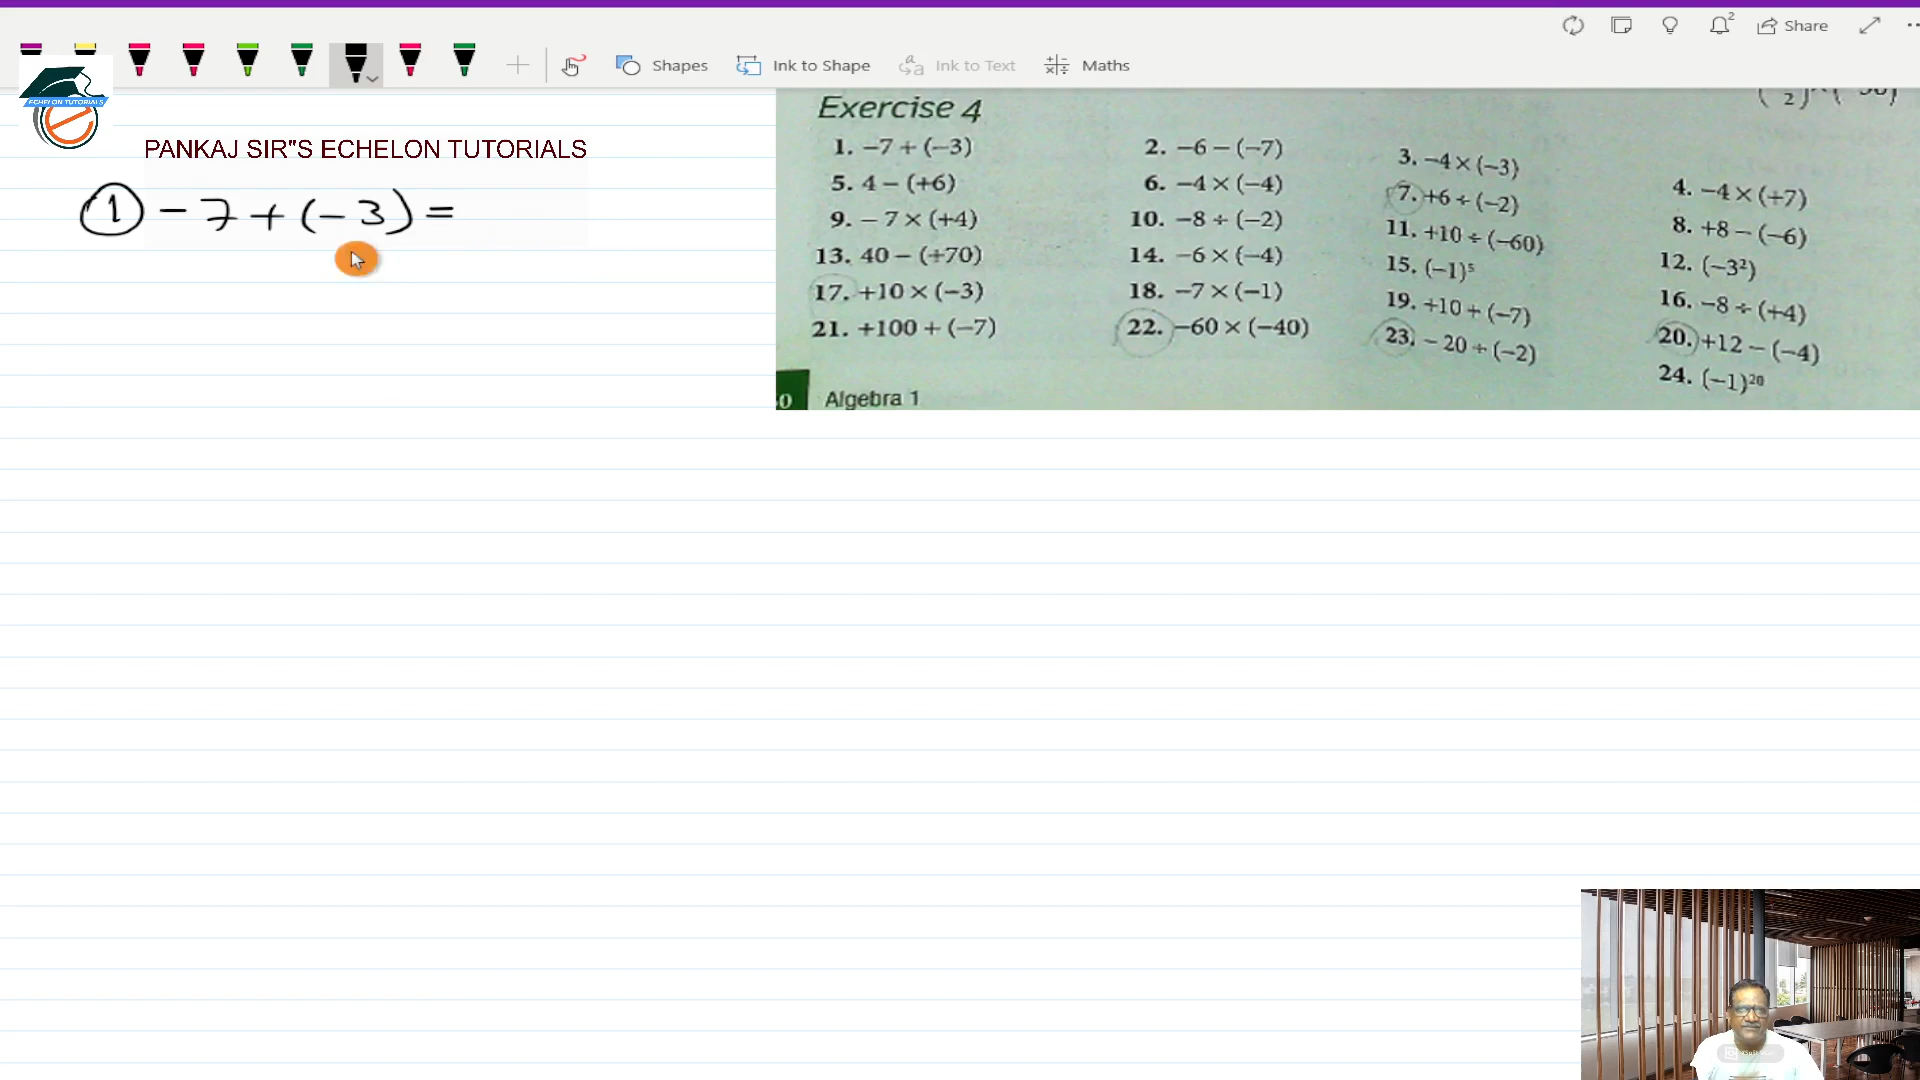 2
Share
Shapes
Ink to Shape
Ink to Text
Maths
ECHELON TUTORIALS
PANKAJ SIR"S ECHELON TUTORIALS
① − 7 + (− 3) =
Exercise 4
1. −7 + (−3) 2. −6 − (−7) 3. −4 × (−3) 4. −4 × (+7)
5. 4 − (+6) 6. −4 × (−4) 7. +6 ÷ (−2) 8. +8 − (−6)
9. − 7 × (+4) 10. −8 ÷ (−2) 11. +10 ÷ (−60) 12. (−3²)
13. 40 − (+70) 14. −6 × (−4) 15. (−1)⁵ 16. −8 ÷ (+4)
17. +10 × (−3) 18. −7 × (−1) 19. +10 + (−7) 20. +12 − (−4)
21. +100 + (−7) 22. −60 × (−40) 23. − 20 ÷ (−2) 24. (−1)²⁰
0 Algebra 1